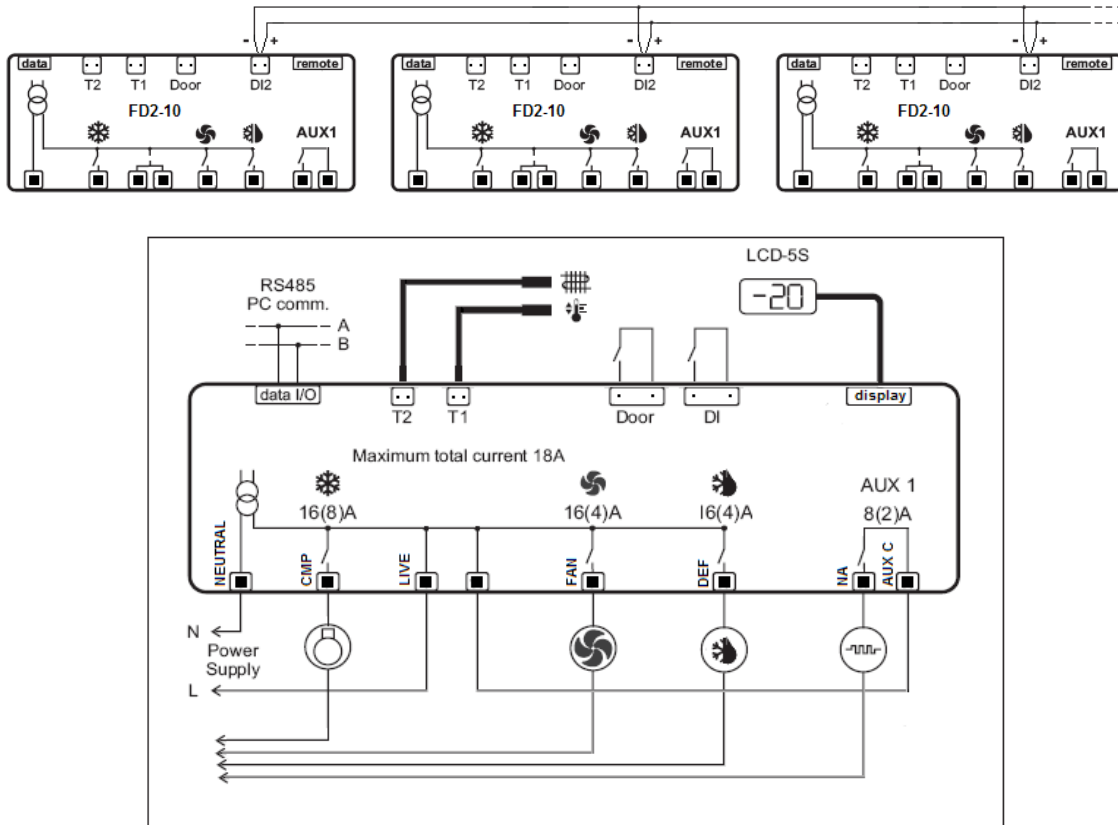 - + - + - +
data T2 T1 Door DI2 remote data T2 T1 Door DI2 remote data T2 T1 Door DI2 remote
FD2-10 FD2-10 FD2-10
AUX1 AUX1 AUX1
LCD-5S
RS485
PC comm.
-20
A
B
data I/O T2 T1 Door DI display
Maximum total current 18A
AUX 1
16(8)A 16(4)A I6(4)A 8(2)A
NEUTRAL CMP LIVE FAN DEF NA AUX C
N
Power
Supply
L